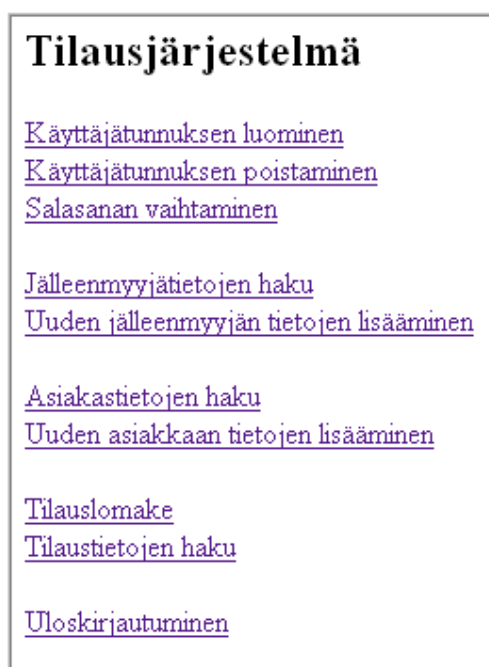 Tilausjärjestelmä
Käyttäjätunnuksen luominen
Käyttäjätunnuksen poistaminen
Salasanan vaihtaminen
Jälleenmyyjätietojen haku
Uuden jälleenmyyjän tietojen lisääminen
Asiakastietojen haku
Uuden asiakkaan tietojen lisääminen
Tilauslomake
Tilaustietojen haku
Uloskirjautuminen